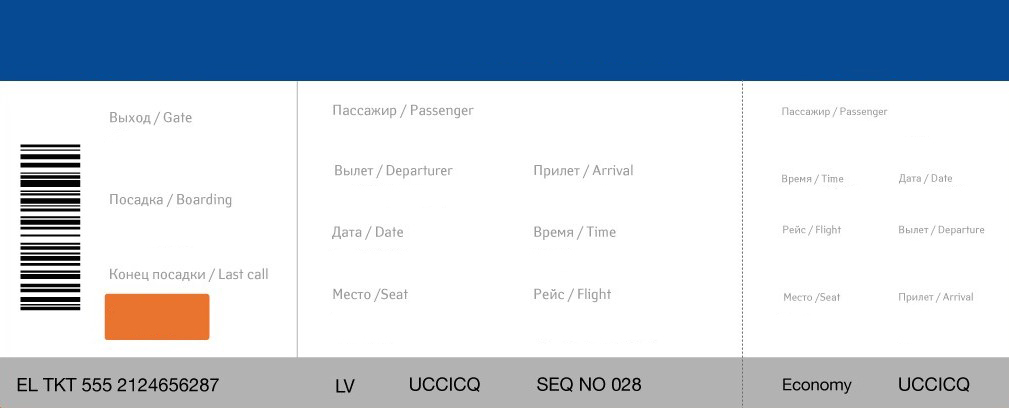 Выход / Gate
Посадка / Boarding
Конец посадки / Last call
Пассажир / Passenger
Вылет / Departurer
Прилет / Arrival
Дата / Date
Время / Time
Место /Seat
Рейс / Flight
Пассажир / Passenger
Время / Time
Дата / Date
Рейс / Flight
Вылет / Departure
Место /Seat
Прилет / Arrival
EL TKT 555 2124656287
LV
UCCICQ
SEQ NO 028
Economy
UCCICQ